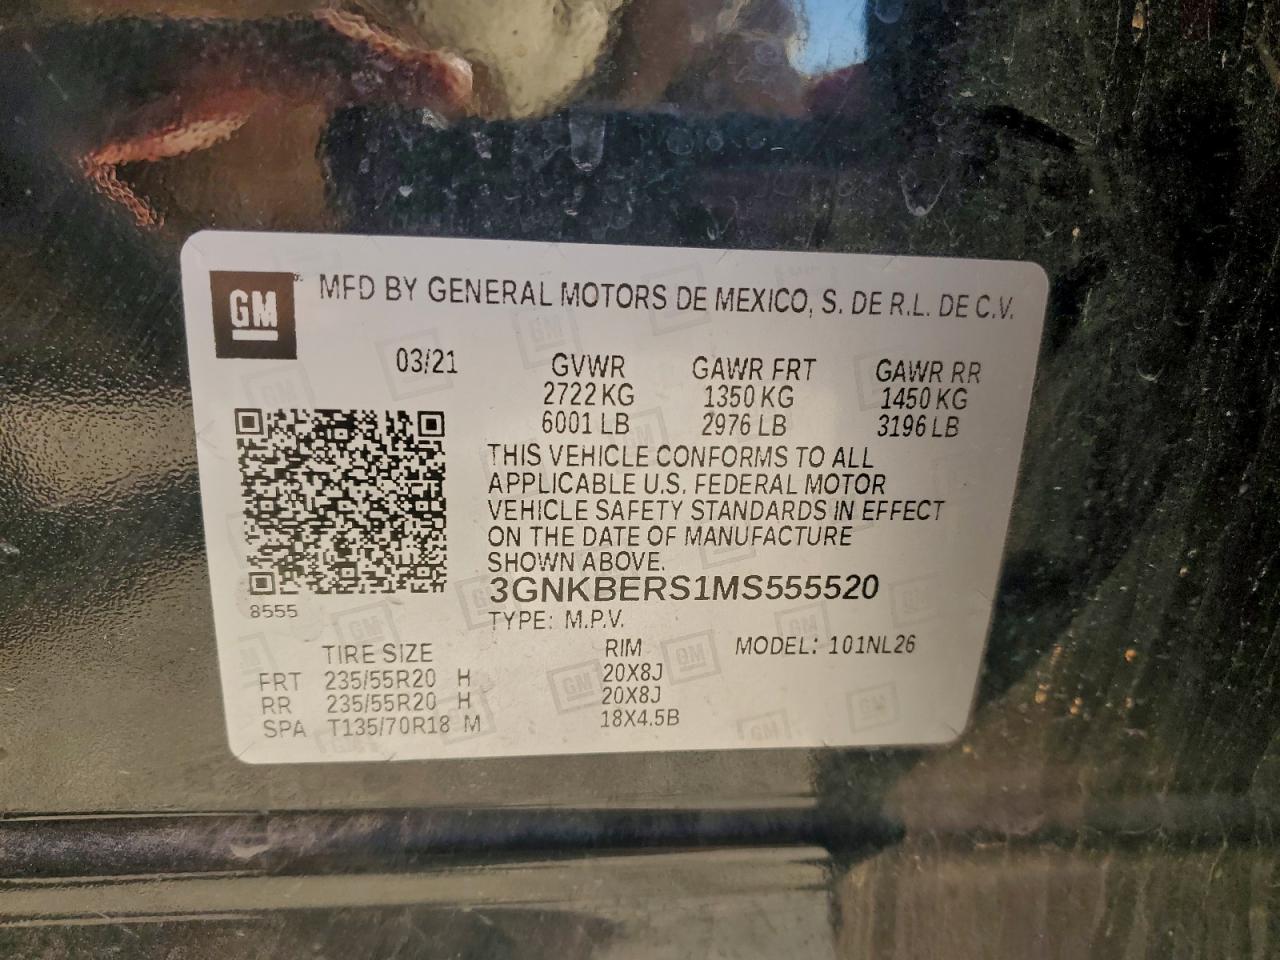 GM
MFD BY GENERAL MOTORS DE MEXICO, S. DE R.L. DE C.V.
03/21 GVWR GAWR FRT GAWR RR
2722 KG 1350 KG 1450 KG
6001 LB 2976 LB 3196 LB
THIS VEHICLE CONFORMS TO ALL
APPLICABLE U.S. FEDERAL MOTOR
VEHICLE SAFETY STANDARDS IN EFFECT
ON THE DATE OF MANUFACTURE
SHOWN ABOVE.
3GNKBERS1MS555520
8555
TYPE: M.P.V.
TIRE SIZE RIM MODEL: 101NL26
FRT 235/55R20 H 20X8J
RR 235/55R20 H 20X8J
SPA T135/70R18 M 18X4.5B